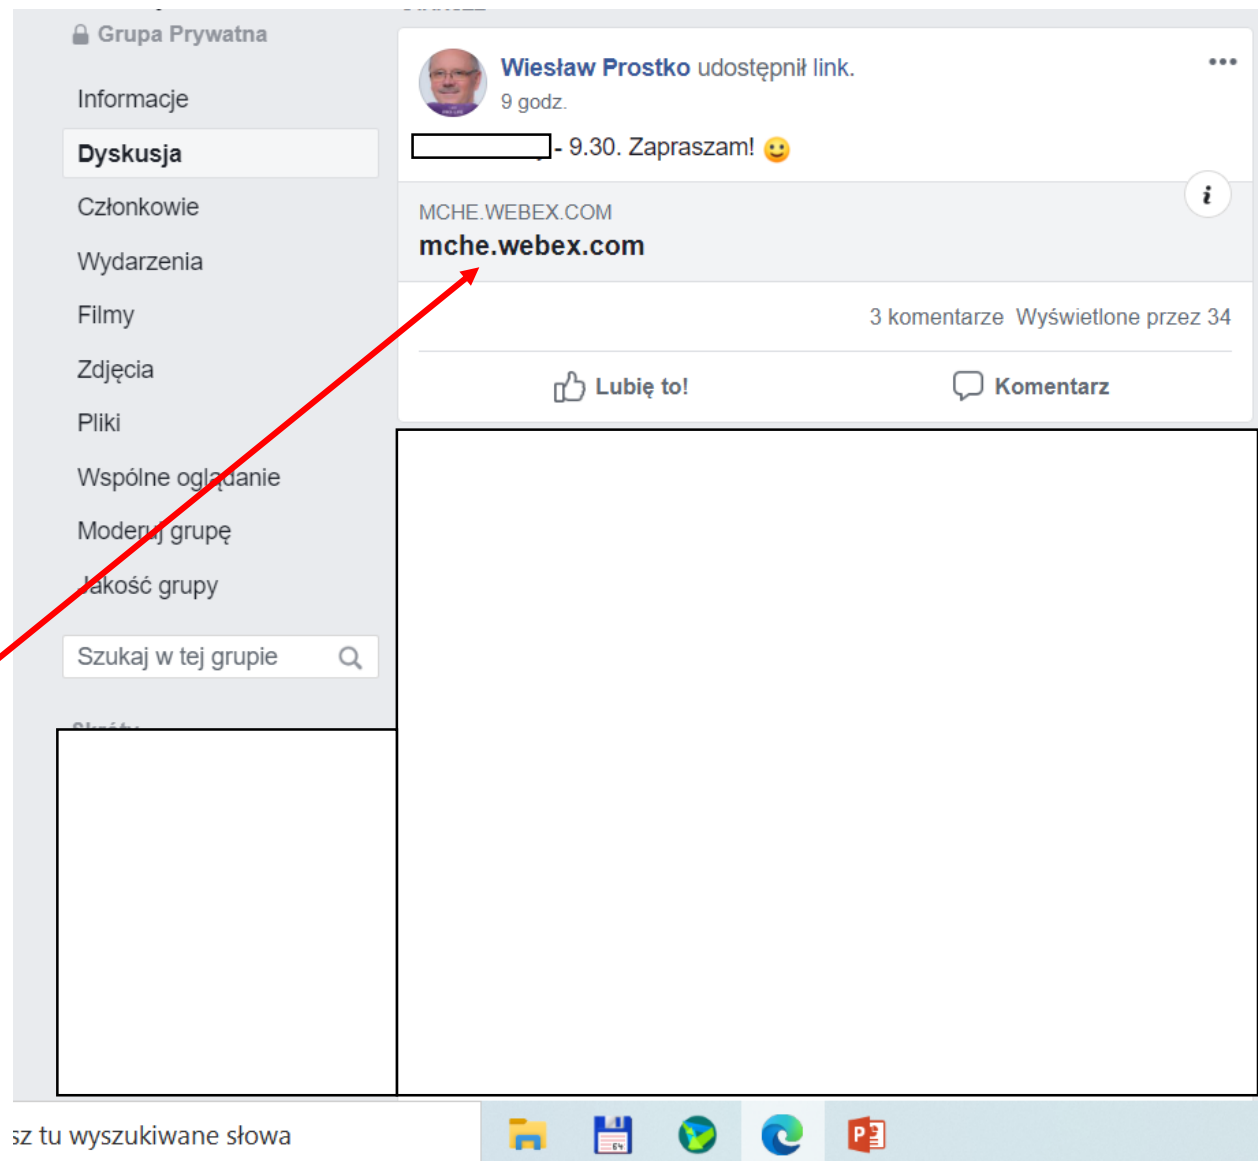 Grupa Prywatna
Informacje
Dyskusja
Członkowie
Wydarzenia
Filmy
Zdjęcia
Pliki
Wspólne oglądanie
Moderuj grupę
Jakość grupy
Szukaj w tej grupie
Wiesław Prostko udostępnił link.
9 godz.
- 9.30. Zapraszam!
MCHE.WEBEX.COM
mche.webex.com
3 komentarze Wyświetlone przez 34
Lubię to!
Komentarz
sz tu wyszukiwane słowa